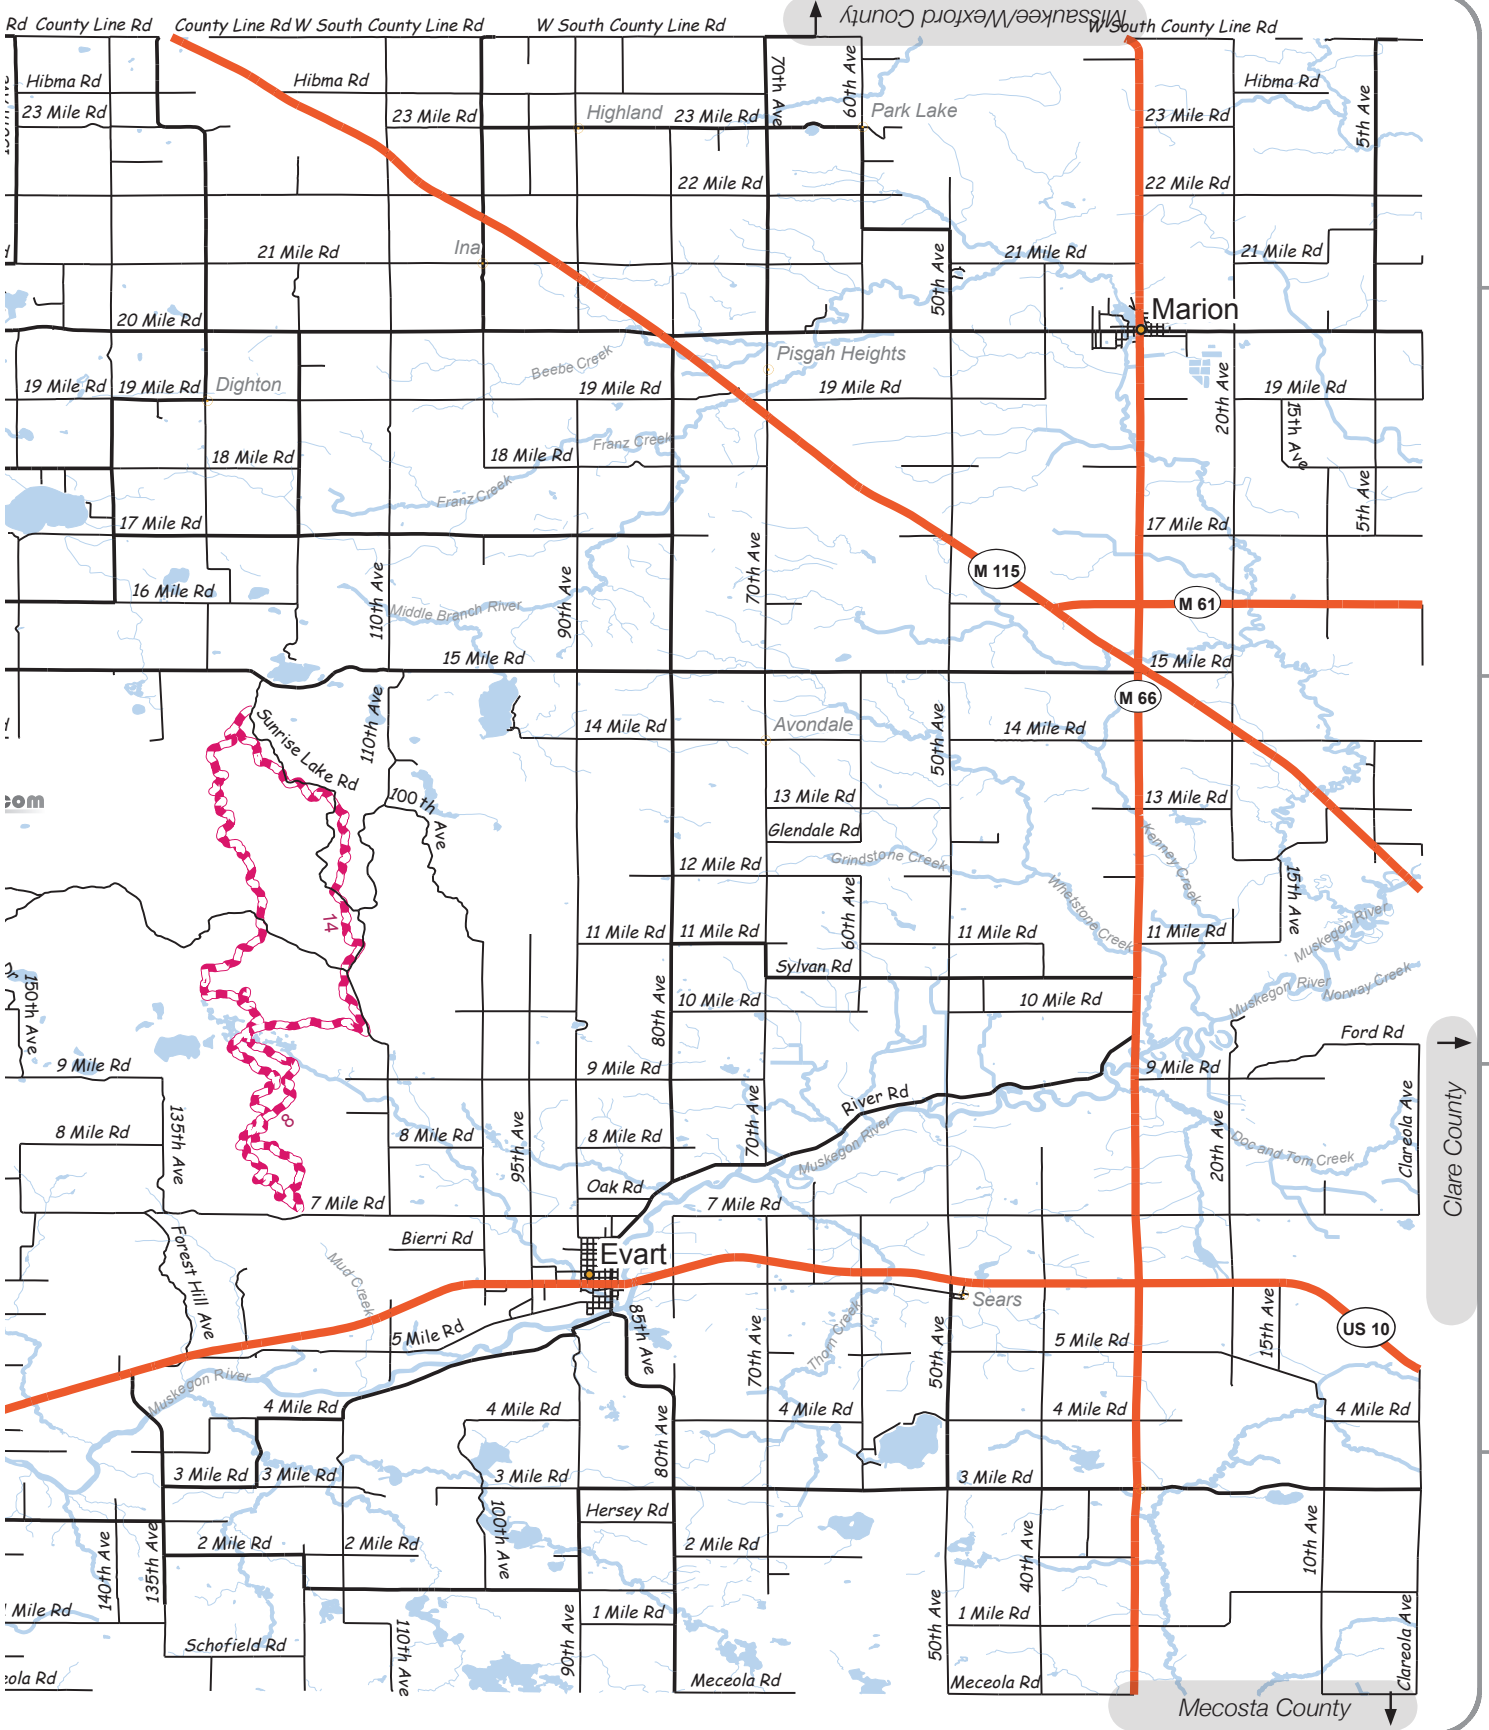 Missaukee/Wexford County
Rd County Line Rd
County Line Rd W South County Line Rd
W South County Line Rd
W South County Line Rd
Hibma Rd
Hibma Rd
Hibma Rd
70th Ave
60th Ave
5th Ave
23 Mile Rd
23 Mile Rd
Highland
23 Mile Rd
Park Lake
23 Mile Rd
22 Mile Rd
22 Mile Rd
21 Mile Rd
Ina
50th Ave
21 Mile Rd
21 Mile Rd
20 Mile Rd
Marion
Beebe Creek
Pisgah Heights
19 Mile Rd
19 Mile Rd
Dighton
19 Mile Rd
19 Mile Rd
20th Ave
19 Mile Rd
15th Ave
18 Mile Rd
18 Mile Rd
Franz Creek
Franz Creek
5th Ave
17 Mile Rd
17 Mile Rd
70th Ave
M 115
16 Mile Rd
110th Ave
Middle Branch River
90th Ave
M 61
15 Mile Rd
15 Mile Rd
M 66
Sunrise Lake Rd
110th Ave
14 Mile Rd
Avondale
50th Ave
14 Mile Rd
com
100 th Ave
13 Mile Rd
13 Mile Rd
Glendale Rd
12 Mile Rd
Grindstone Creek
Kenney Creek
Whetstone Creek
60th Ave
15th Ave
14
11 Mile Rd
11 Mile Rd
11 Mile Rd
11 Mile Rd
Muskegon River
Sylvan Rd
150th Ave
80th Ave
10 Mile Rd
10 Mile Rd
Muskegon River
Norway Creek
Ford Rd
9 Mile Rd
9 Mile Rd
9 Mile Rd
River Rd
Clare County
135th Ave
8
8 Mile Rd
8 Mile Rd
95th Ave
8 Mile Rd
70th Ave
Muskegon River
20th Ave
Doc and Tom Creek
Clareola Ave
Oak Rd
7 Mile Rd
7 Mile Rd
Forest Hill Ave
Bierri Rd
Evart
Mud Creek
Sears
5 Mile Rd
85th Ave
70th Ave
Thorn Creek
50th Ave
5 Mile Rd
15th Ave
US 10
Muskegon River
4 Mile Rd
4 Mile Rd
80th Ave
4 Mile Rd
4 Mile Rd
4 Mile Rd
3 Mile Rd
3 Mile Rd
3 Mile Rd
3 Mile Rd
100th Ave
Hersey Rd
140th Ave
135th Ave
2 Mile Rd
2 Mile Rd
2 Mile Rd
40th Ave
10th Ave
Mile Rd
1 Mile Rd
50th Ave
1 Mile Rd
Schofield Rd
110th Ave
90th Ave
Clareola Ave
Meceola Rd
Meceola Rd
Mecosta County